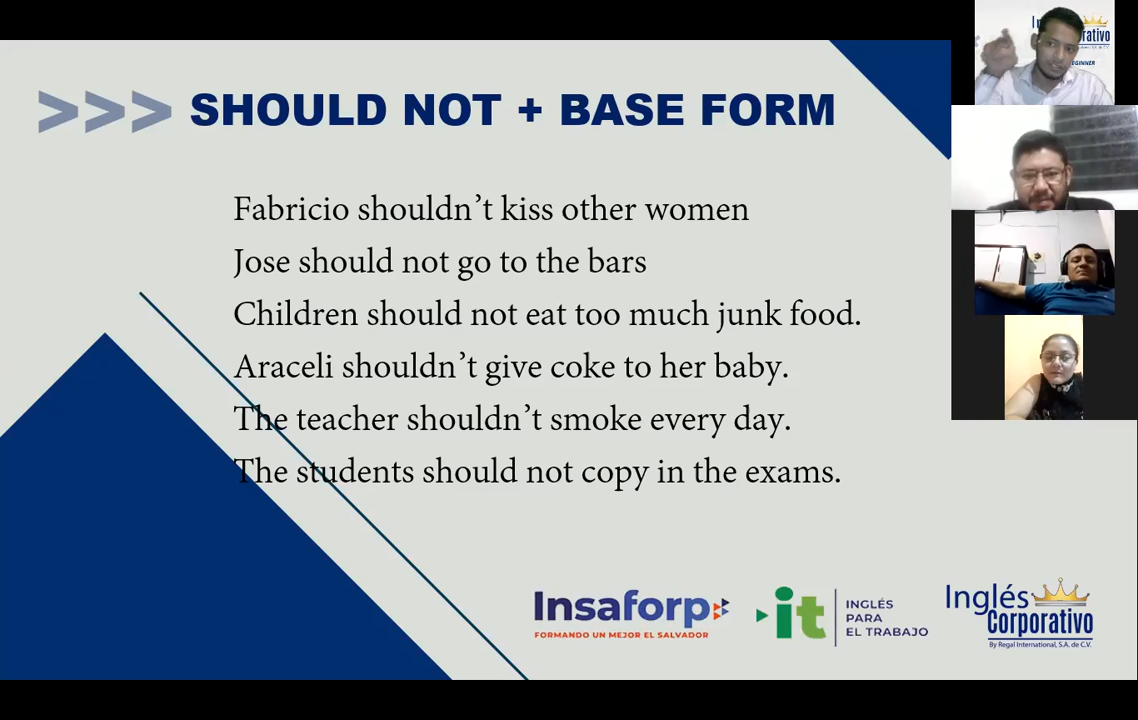 >>> SHOULD NOT + BASE FORM
Fabricio shouldn’t kiss other women
Jose should not go to the bars
Children should not eat too much junk food.
Araceli shouldn’t give coke to her baby.
The teacher shouldn’t smoke every day.
The students should not copy in the exams.
Insaforp
FORMANDO UN MEJOR EL SALVADOR
it
INGLÉS
PARA
EL TRABAJO
Inglés
Corporativo
By Regal International, S.A. de C.V.